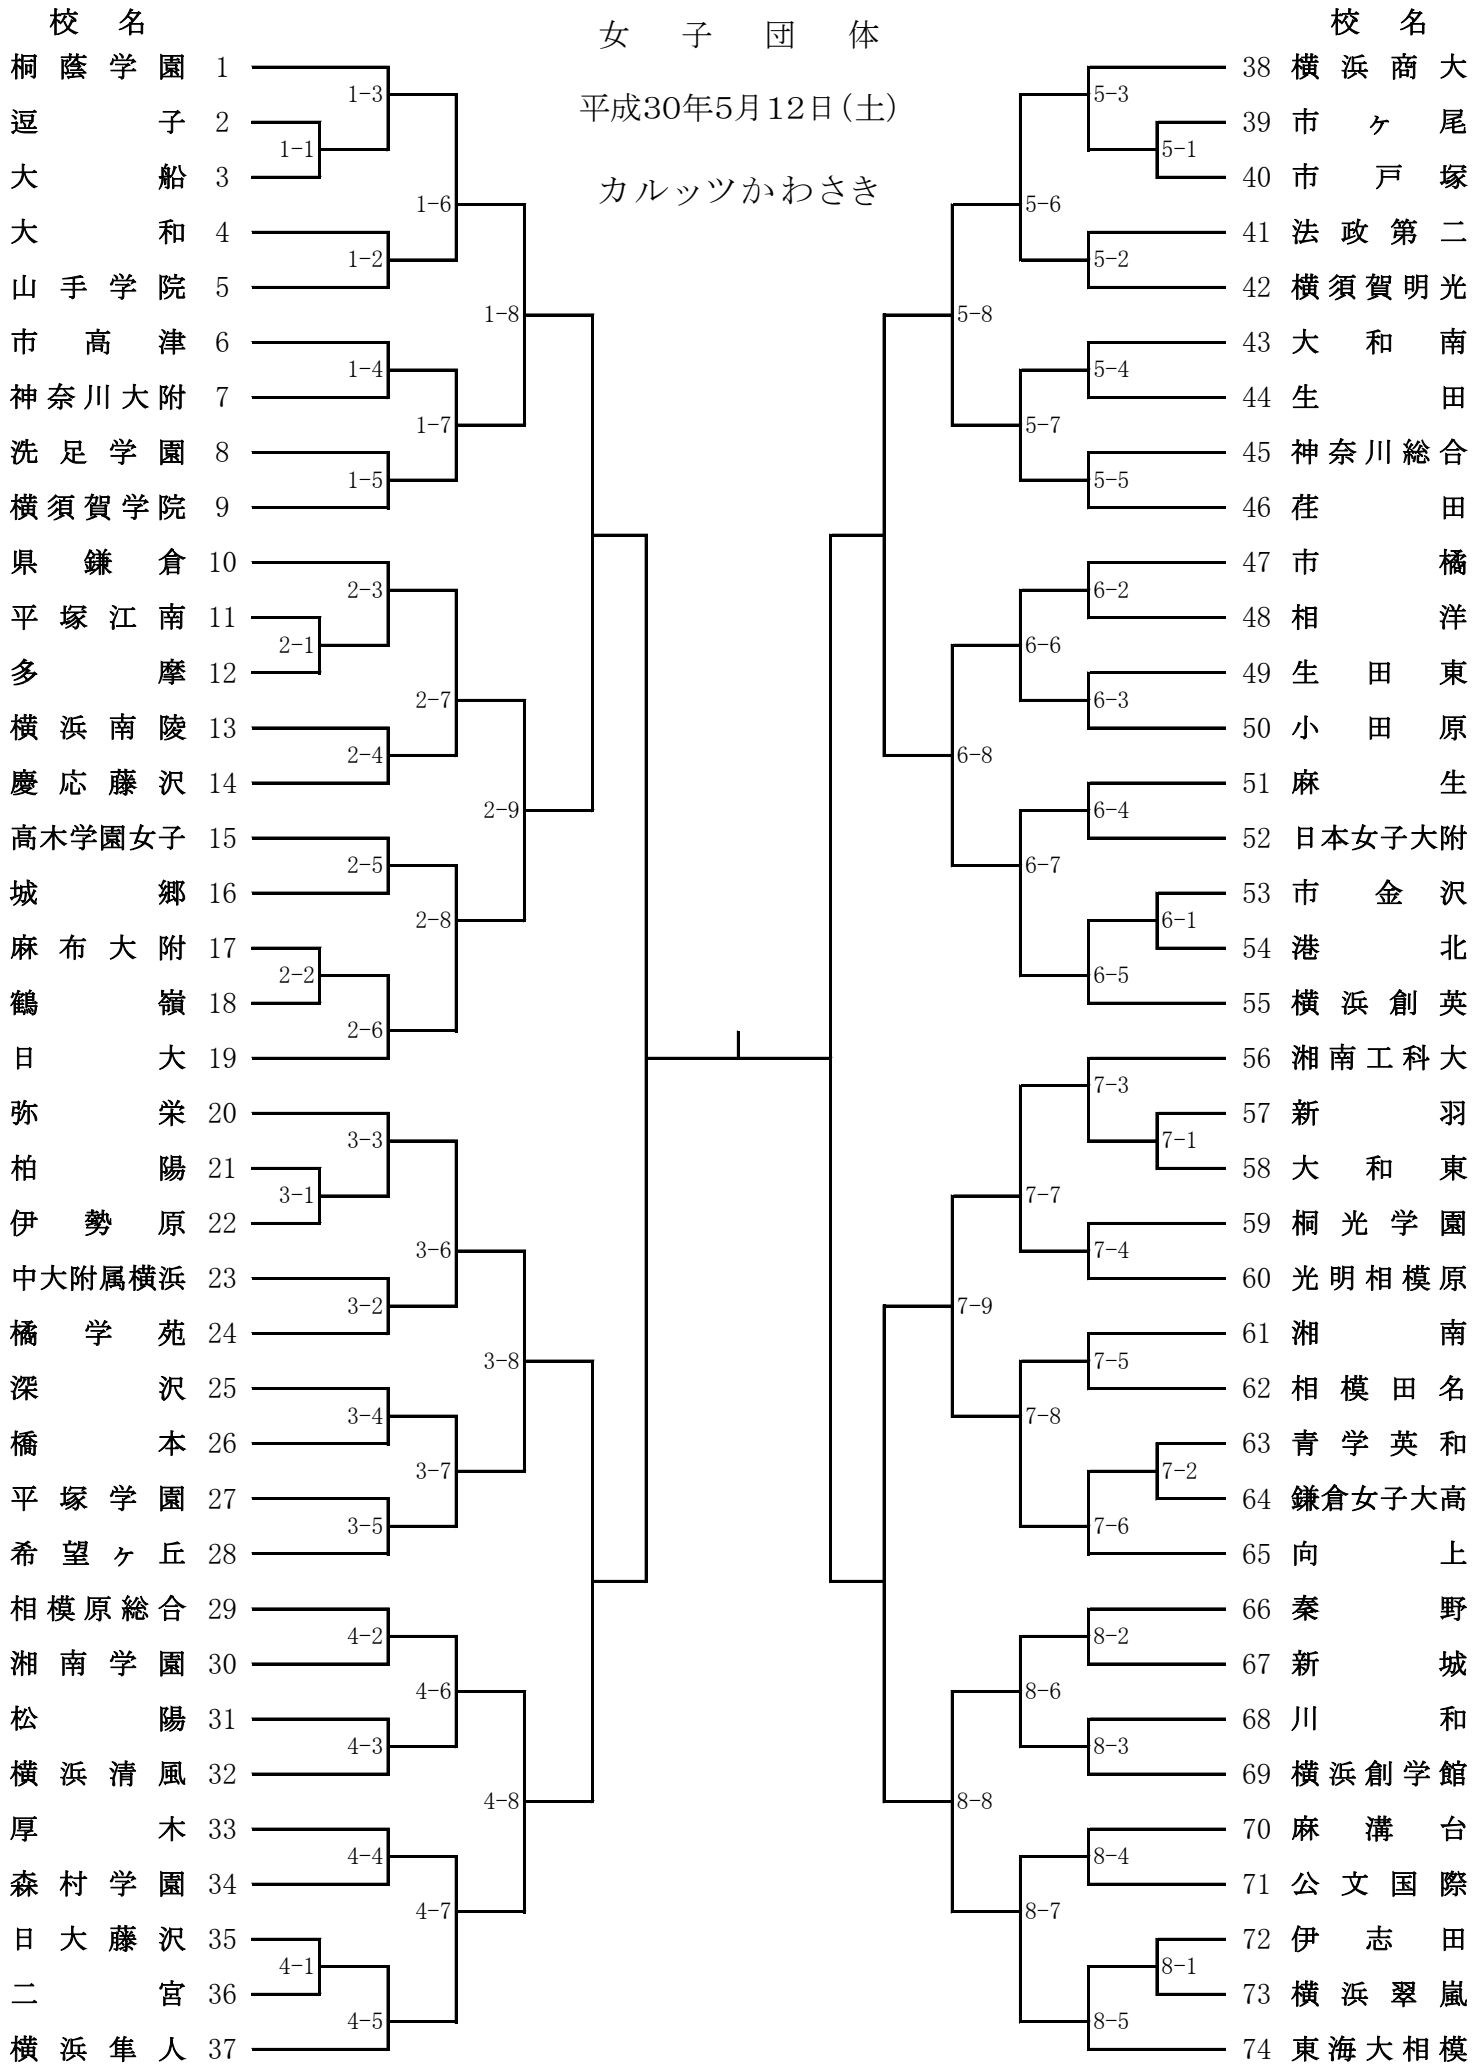 女子団体
平成30年5月12日(土)
カルッツかわさき
校名
桐蔭学園 1
逗子 2
大船 3
大和 4
山手学院 5
市高津 6
神奈川大附 7
洗足学園 8
横須賀学院 9
県鎌倉 10
平塚江南 11
多摩 12
横浜南陵 13
慶応藤沢 14
高木学園女子 15
城郷 16
麻布大附 17
鶴嶺 18
日大 19
弥栄 20
柏陽 21
伊勢原 22
中大附属横浜 23
橘学苑 24
深沢 25
橋本 26
平塚学園 27
希望ヶ丘 28
相模原総合 29
湘南学園 30
松陽 31
横浜清風 32
厚木 33
森村学園 34
日大藤沢 35
二宮 36
横浜隼人 37
1-3
1-1
1-6
1-2
1-8
1-4
1-7
1-5
2-3
2-1
2-7
2-4
2-9
2-5
2-8
2-2
2-6
3-3
3-1
3-6
3-2
3-8
3-4
3-7
3-5
4-2
4-6
4-3
4-8
4-4
4-7
4-1
4-5
校名
38 横浜商大
39 市ヶ尾
40 市戸塚
41 法政第二
42 横須賀明光
43 大和南
44 生田
45 神奈川総合
46 荏田
47 市橘
48 相洋
49 生田東
50 小田原
51 麻生
52 日本女子大附
53 市金沢
54 港北
55 横浜創英
56 湘南工科大
57 新羽
58 大和東
59 桐光学園
60 光明相模原
61 湘南
62 相模田名
63 青学英和
64 鎌倉女子大高
65 向上
66 秦野
67 新城
68 川和
69 横浜創学館
70 麻溝台
71 公文国際
72 伊志田
73 横浜翠嵐
74 東海大相模
5-3
5-1
5-6
5-2
5-8
5-4
5-7
5-5
6-2
6-6
6-3
6-8
6-4
6-7
6-1
6-5
7-3
7-1
7-7
7-4
7-9
7-5
7-8
7-2
7-6
8-2
8-6
8-3
8-8
8-4
8-7
8-1
8-5